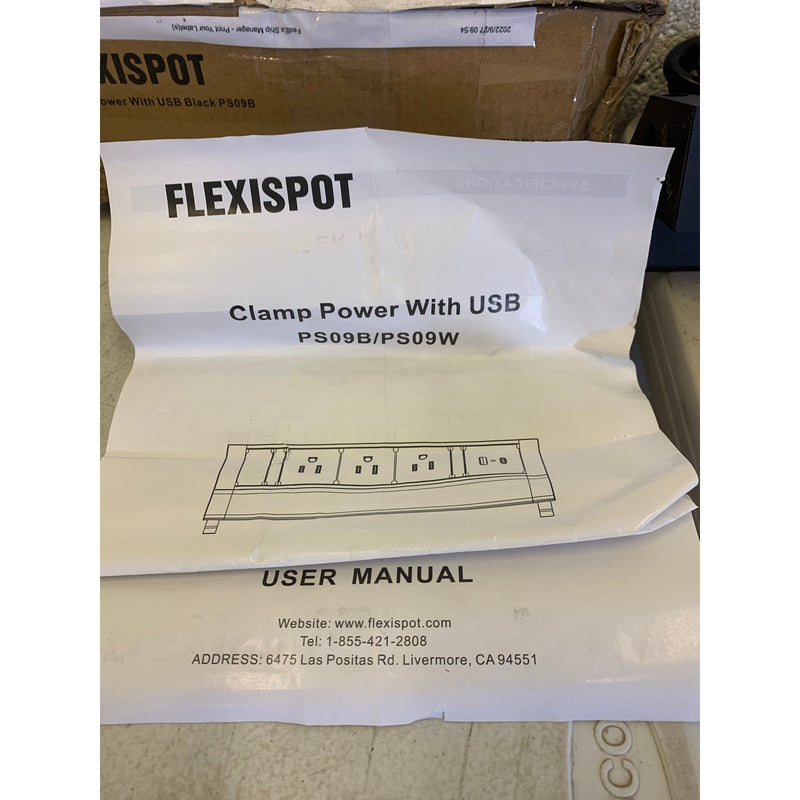 FedEx Ship Manager - Print Your Label(s)
2022/9/27 09:54
XISPOT
ower With USB Black PS09B
SPECIFICATIONS
FLEXISPOT
Clamp Power With USB
PS09B/PS09W
USER MANUAL
Website: www.flexispot.com
Tel: 1-855-421-2808
ADDRESS: 6475 Las Positas Rd. Livermore, CA 94551
CO